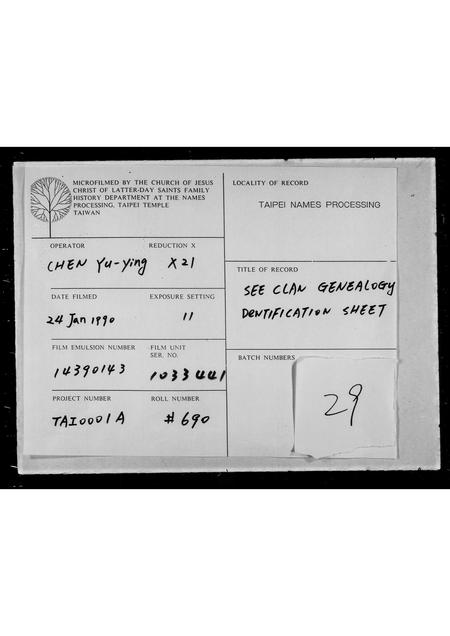 MICROFILMED BY THE CHURCH OF JESUS
CHRIST OF LATTER-DAY SAINTS FAMILY
HISTORY DEPARTMENT AT THE NAMES
PROCESSING, TAIPEI TEMPLE
TAIWAN
OPERATOR
REDUCTION X
CHEN Yu-Ying
X21
DATE FILMED
EXPOSURE SETTING
24 Jan 1990
11
FILM EMULSION NUMBER
FILM UNIT
SER. NO.
14390143
1033441
PROJECT NUMBER
ROLL NUMBER
TAI0001A
#690
LOCALITY OF RECORD
TAIPEI NAMES PROCESSING
TITLE OF RECORD
SEE CLAN GENEALOGY
DENTIFICATION SHEET
BATCH NUMBERS
29